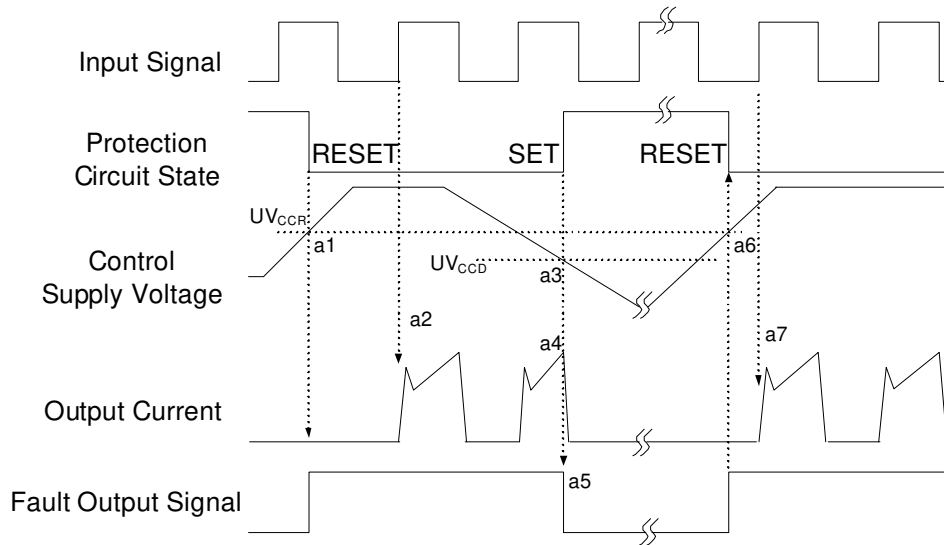 Input Signal
Protection
Circuit State
RESET
SET
RESET
UVCCR
a1
a6
Control
Supply Voltage
UVCCD
a3
a2
a4
a7
Output Current
a5
Fault Output Signal